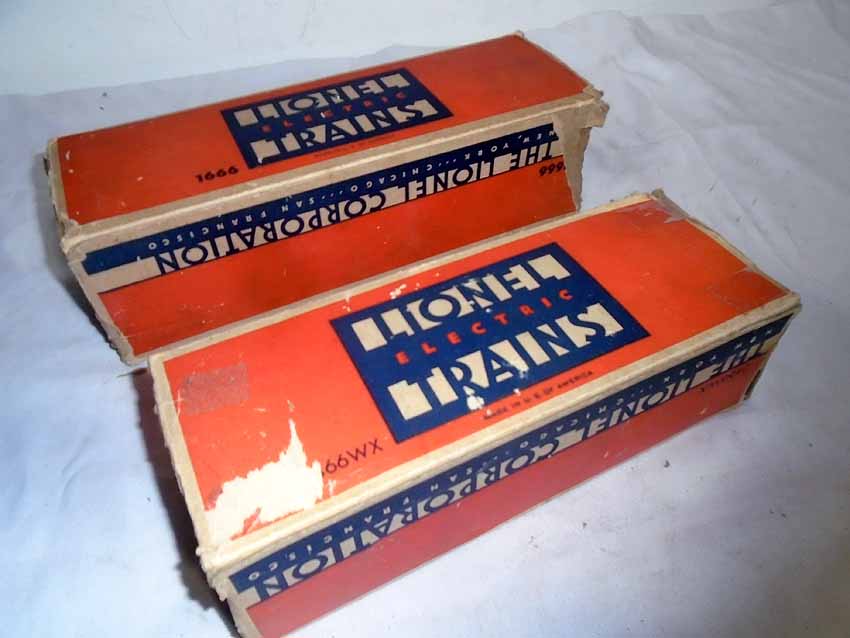 LIONEL
ELECTRIC
TRAINS
1666
THE LIONEL CORPORATION
NEW YORK...CHICAGO...SAN FRANCISCO
LIONEL
ELECTRIC
TRAINS
MADE IN U.S. OF AMERICA
66WX
THE LIONEL CORPORATION
NEW YORK...CHICAGO...SAN FRANCISCO